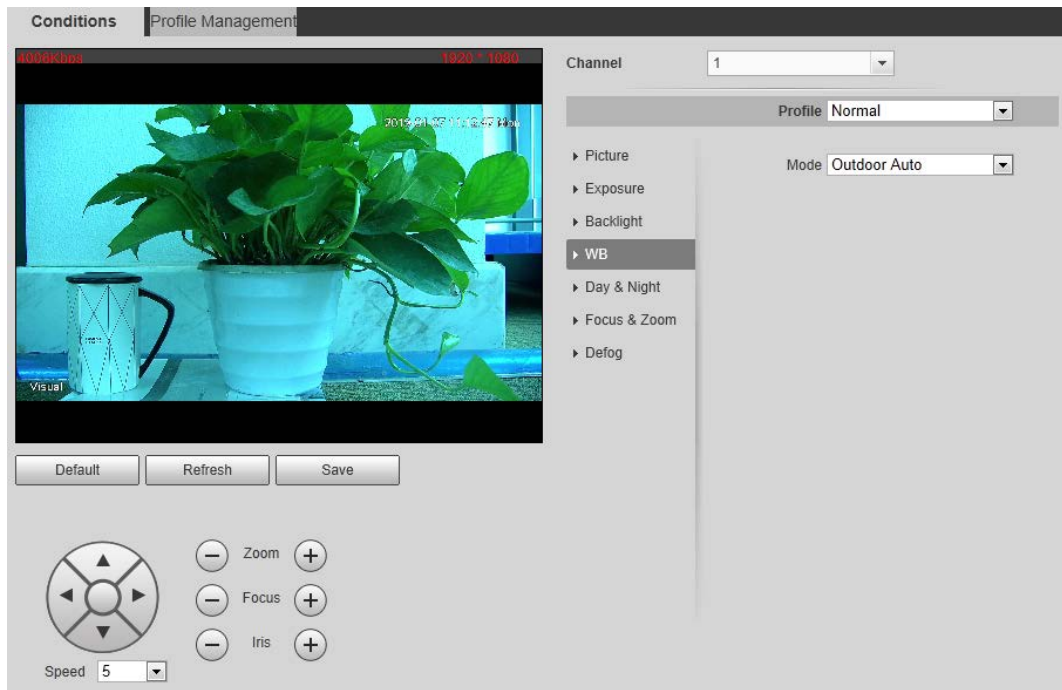 Conditions
Profile Management
4006Kbps
1920 * 1080
Visual
Default
Refresh
Save
Zoom
Focus
Iris
Speed 5
Channel 1
Profile Normal
Picture
Exposure
Backlight
WB
Day & Night
Focus & Zoom
Defog
Mode Outdoor Auto